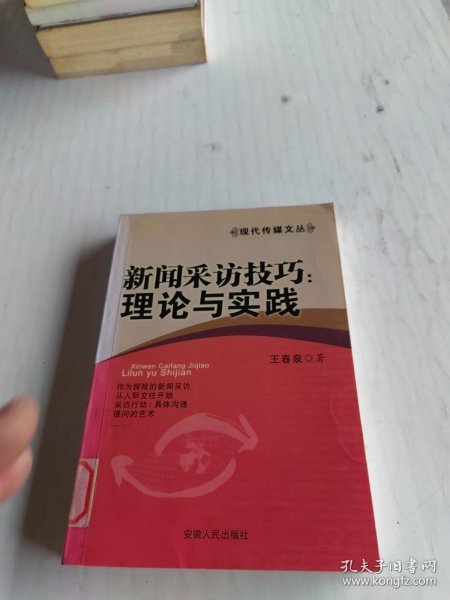 现代传媒文丛
新闻采访技巧:
理论与实践
王春泉◎著
Xinwen Caifang Jiqiao
Lilun yu Shijian
作为探险的新闻采访
从人际交往开始
采访行动:具体沟通
提问的艺术
……
安徽人民出版社
孔夫子旧书网
www.kongfz.com